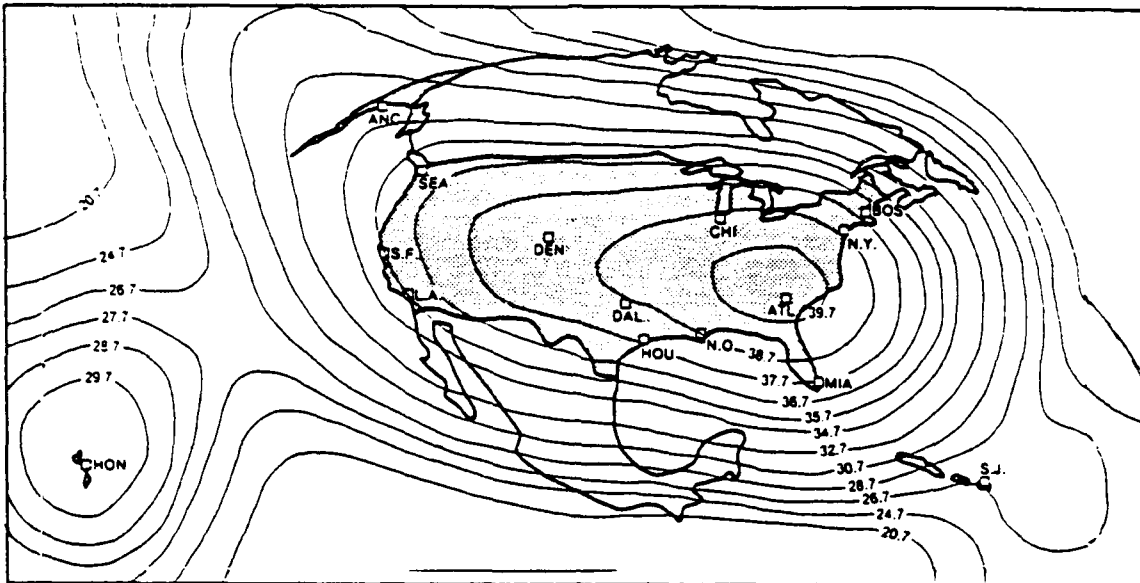 ANC.
SEA
BOS
20.7
CHI
N.Y.
DEN
S.F.
24.7
26.7
L.A.
ATL
DAL.
39.7
27.7
N.O.
38.7
HOU
28.7
37.7
MIA
29.7
36.7
35.7
34.7
32.7
HON
30.7
S.J.
28.7
26.7
24.7
20.7